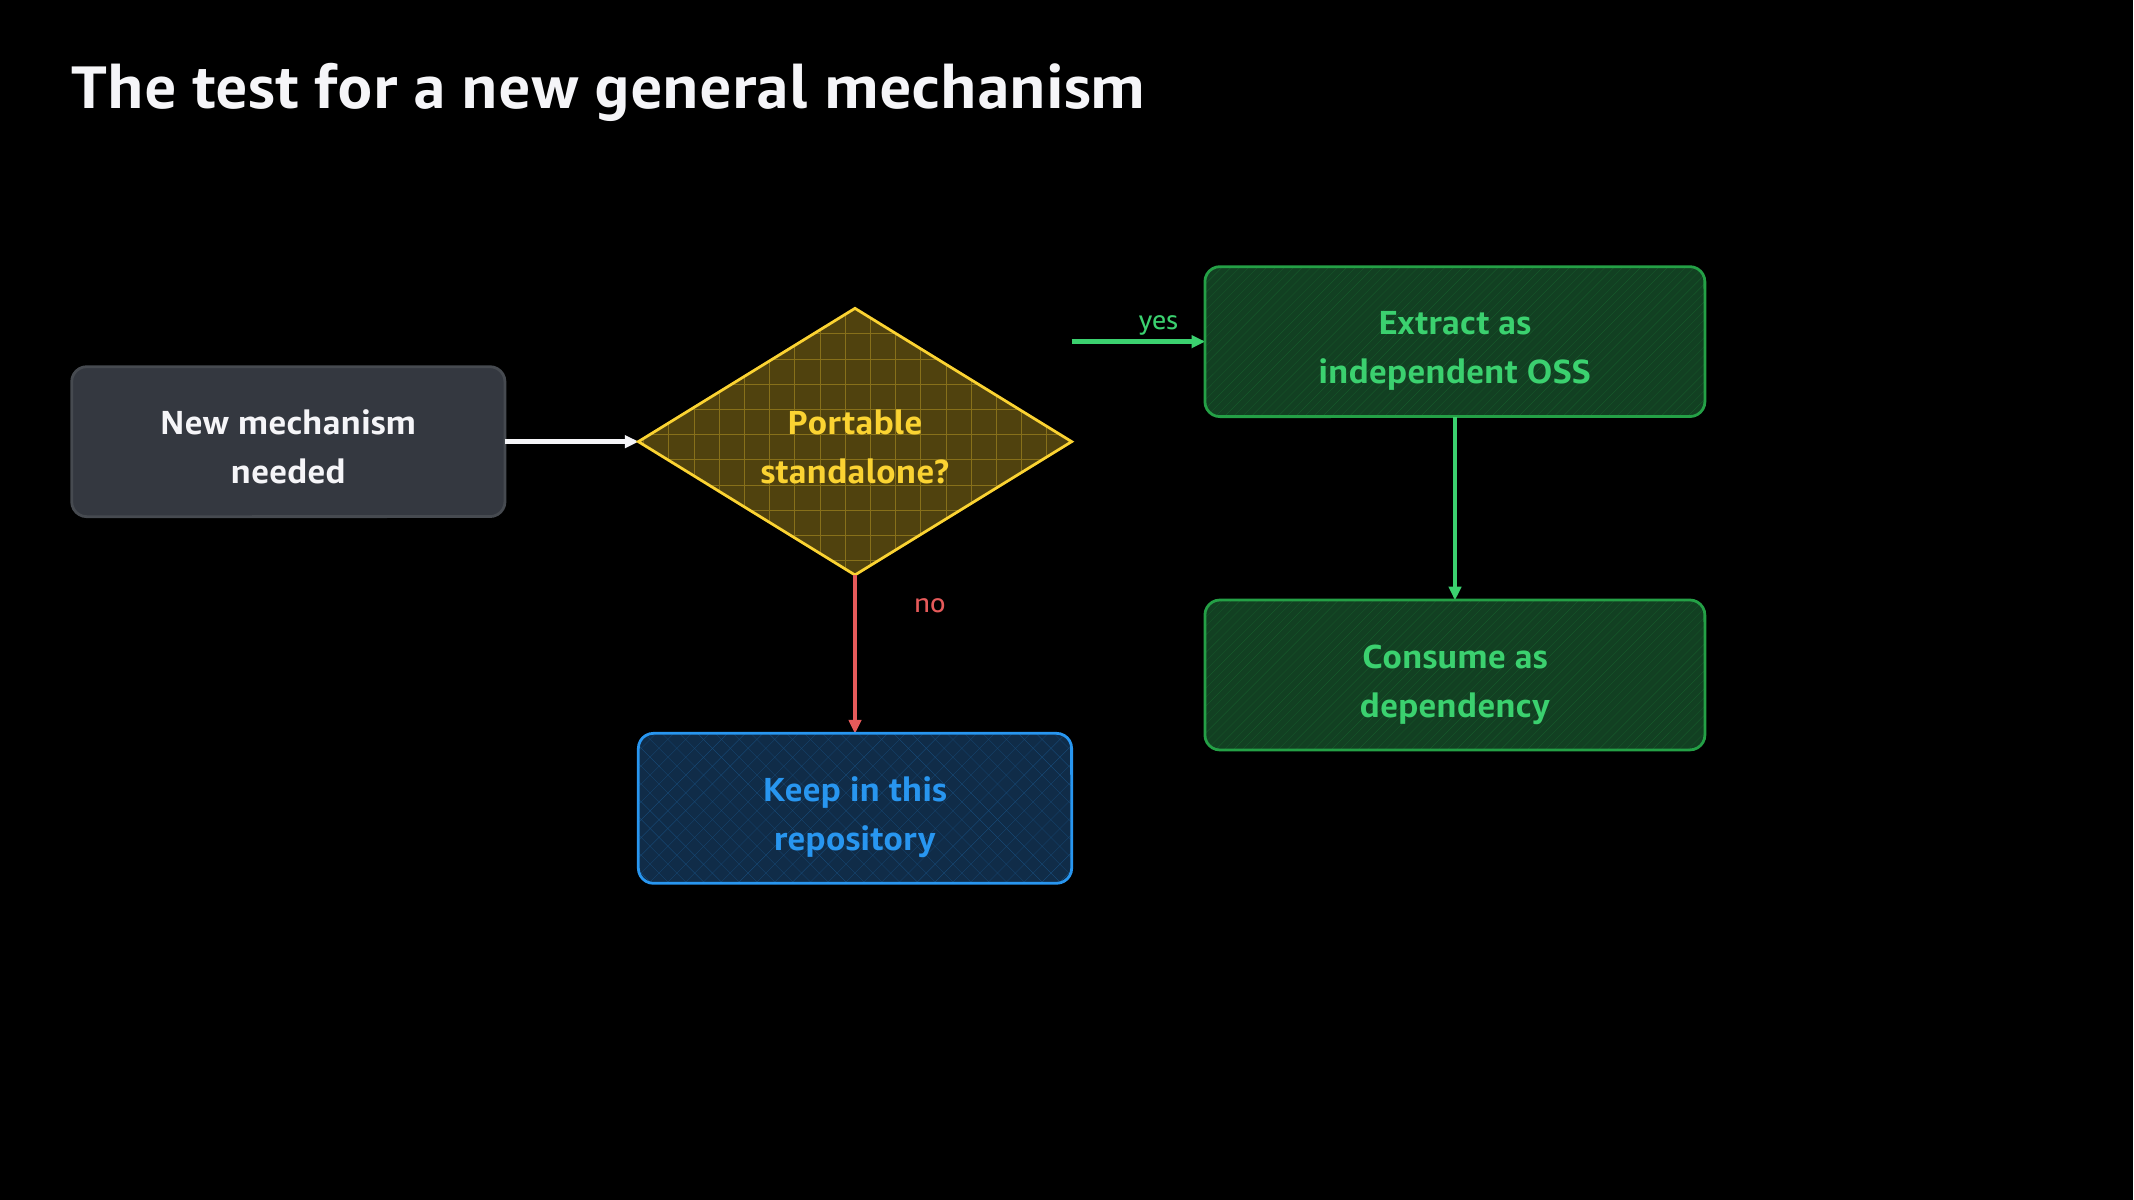 The test for a new general mechanism
New mechanism
needed
Portable
standalone?
yes
Extract as
independent OSS
no
Consume as
dependency
Keep in this
repository